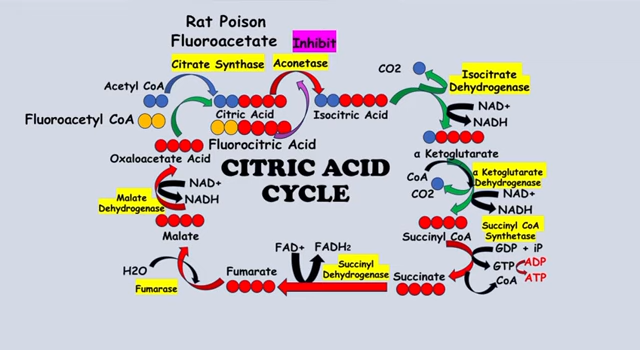 Rat Poison
Fluoroacetate
Inhibit
Citrate Synthase
Aconetase
CO2
Isocitrate
Dehydrogenase
Acetyl CoA
NAD+
NADH
Citric Acid
Isocitric Acid
Fluoroacetyl CoA
Fluorocitric Acid
Oxaloacetate Acid
α Ketoglutarate
CITRIC ACID
CYCLE
CoA
CO2
α Ketoglutarate
Dehydrogenase
NAD+
NADH
NAD+
NADH
Malate
Dehydrogenase
Succinyl CoA
Synthetase
Malate
Succinyl CoA
GDP + iP
FAD+
FADH2
H2O
Fumarate
Succinyl
Dehydrogenase
Succinate
GTP
ADP
ATP
CoA
Fumarase